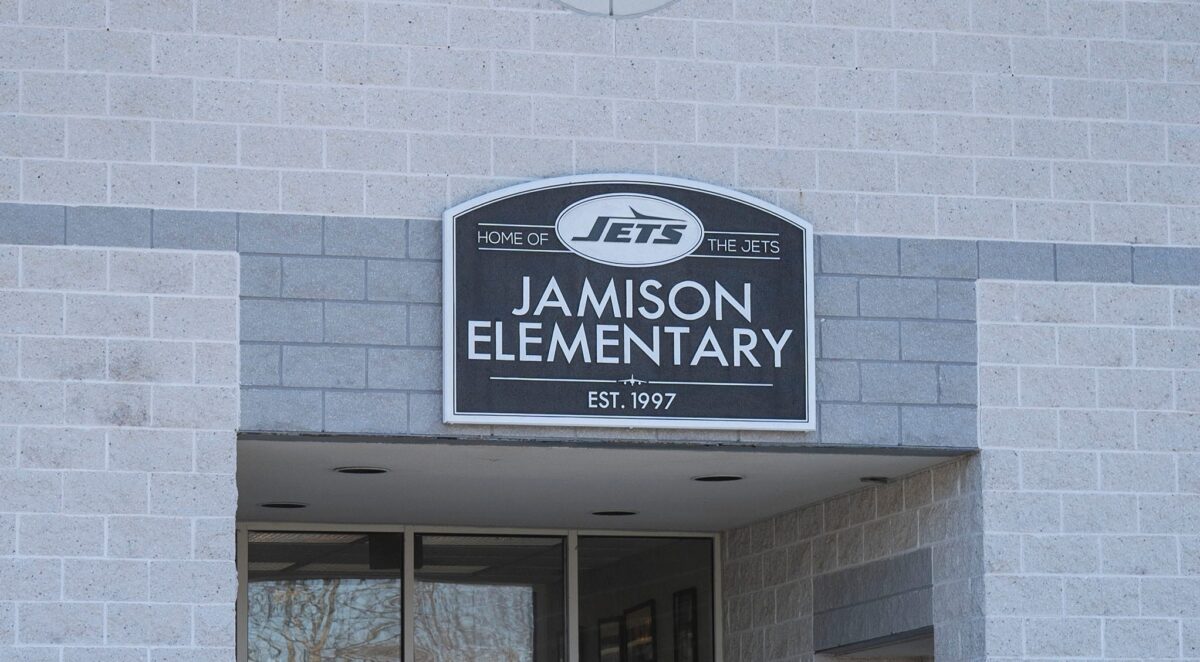 HOME OF JETS THE JETS
JAMISON
ELEMENTARY
EST. 1997